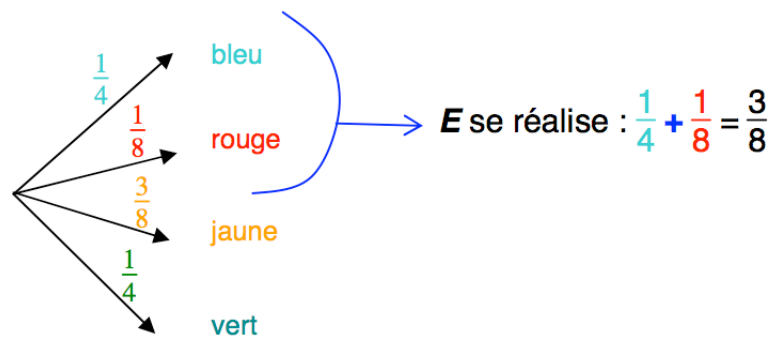 1/4 bleu
1/8 rouge
3/8 jaune
1/4 vert
E se réalise : 1/4 + 1/8 = 3/8